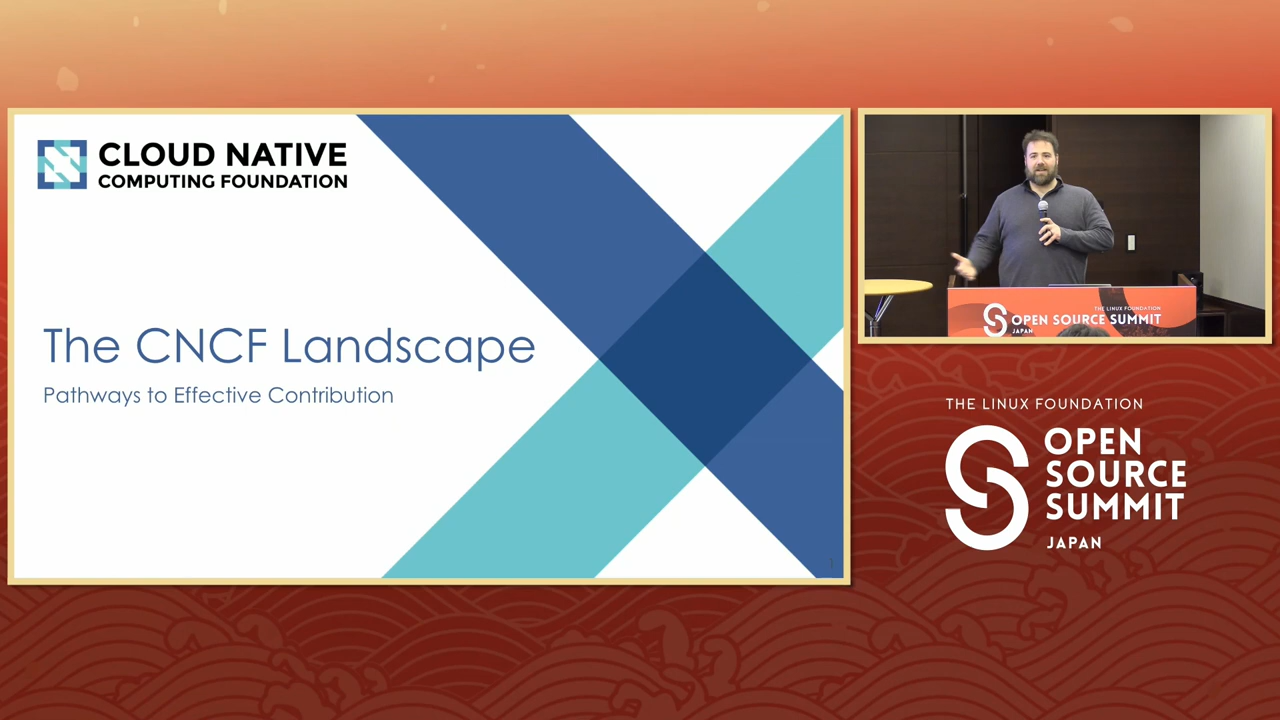 CLOUD NATIVE
COMPUTING FOUNDATION
The CNCF Landscape
Pathways to Effective Contribution
1
THE LINUX FOUNDATION
OPEN SOURCE SUMMIT
JAPAN
THE LINUX FOUNDATION
OPEN
SOURCE
SUMMIT
JAPAN